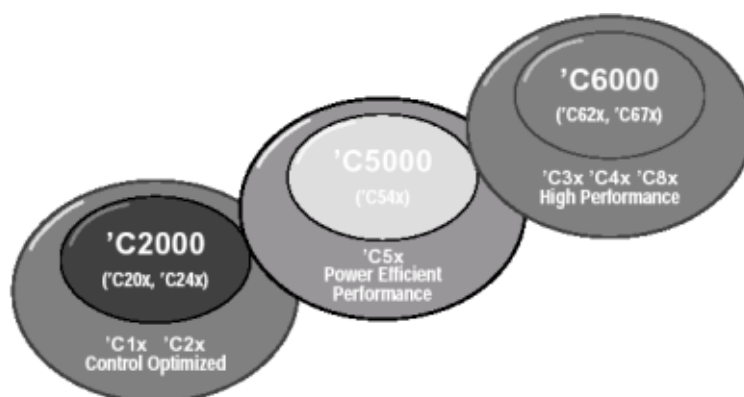 'C6000
('C62x, 'C67x)
'C3x 'C4x 'C8x
High Performance
'C5000
('C54x)
'C5x
Power Efficient
Performance
'C2000
('C20x, 'C24x)
'C1x 'C2x
Control Optimized